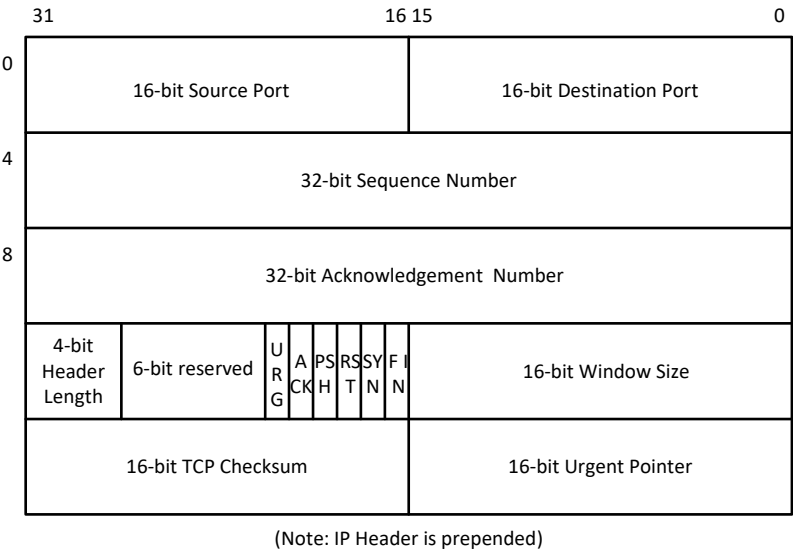 31 16 15 0
0
16-bit Source Port 16-bit Destination Port
4
32-bit Sequence Number
8
32-bit Acknowledgement Number
4-bit
Header
Length
6-bit reserved
U
R
G
A
CK
PS
H
RS
T
SY
N
F I
N
16-bit Window Size
16-bit TCP Checksum 16-bit Urgent Pointer
(Note: IP Header is prepended)